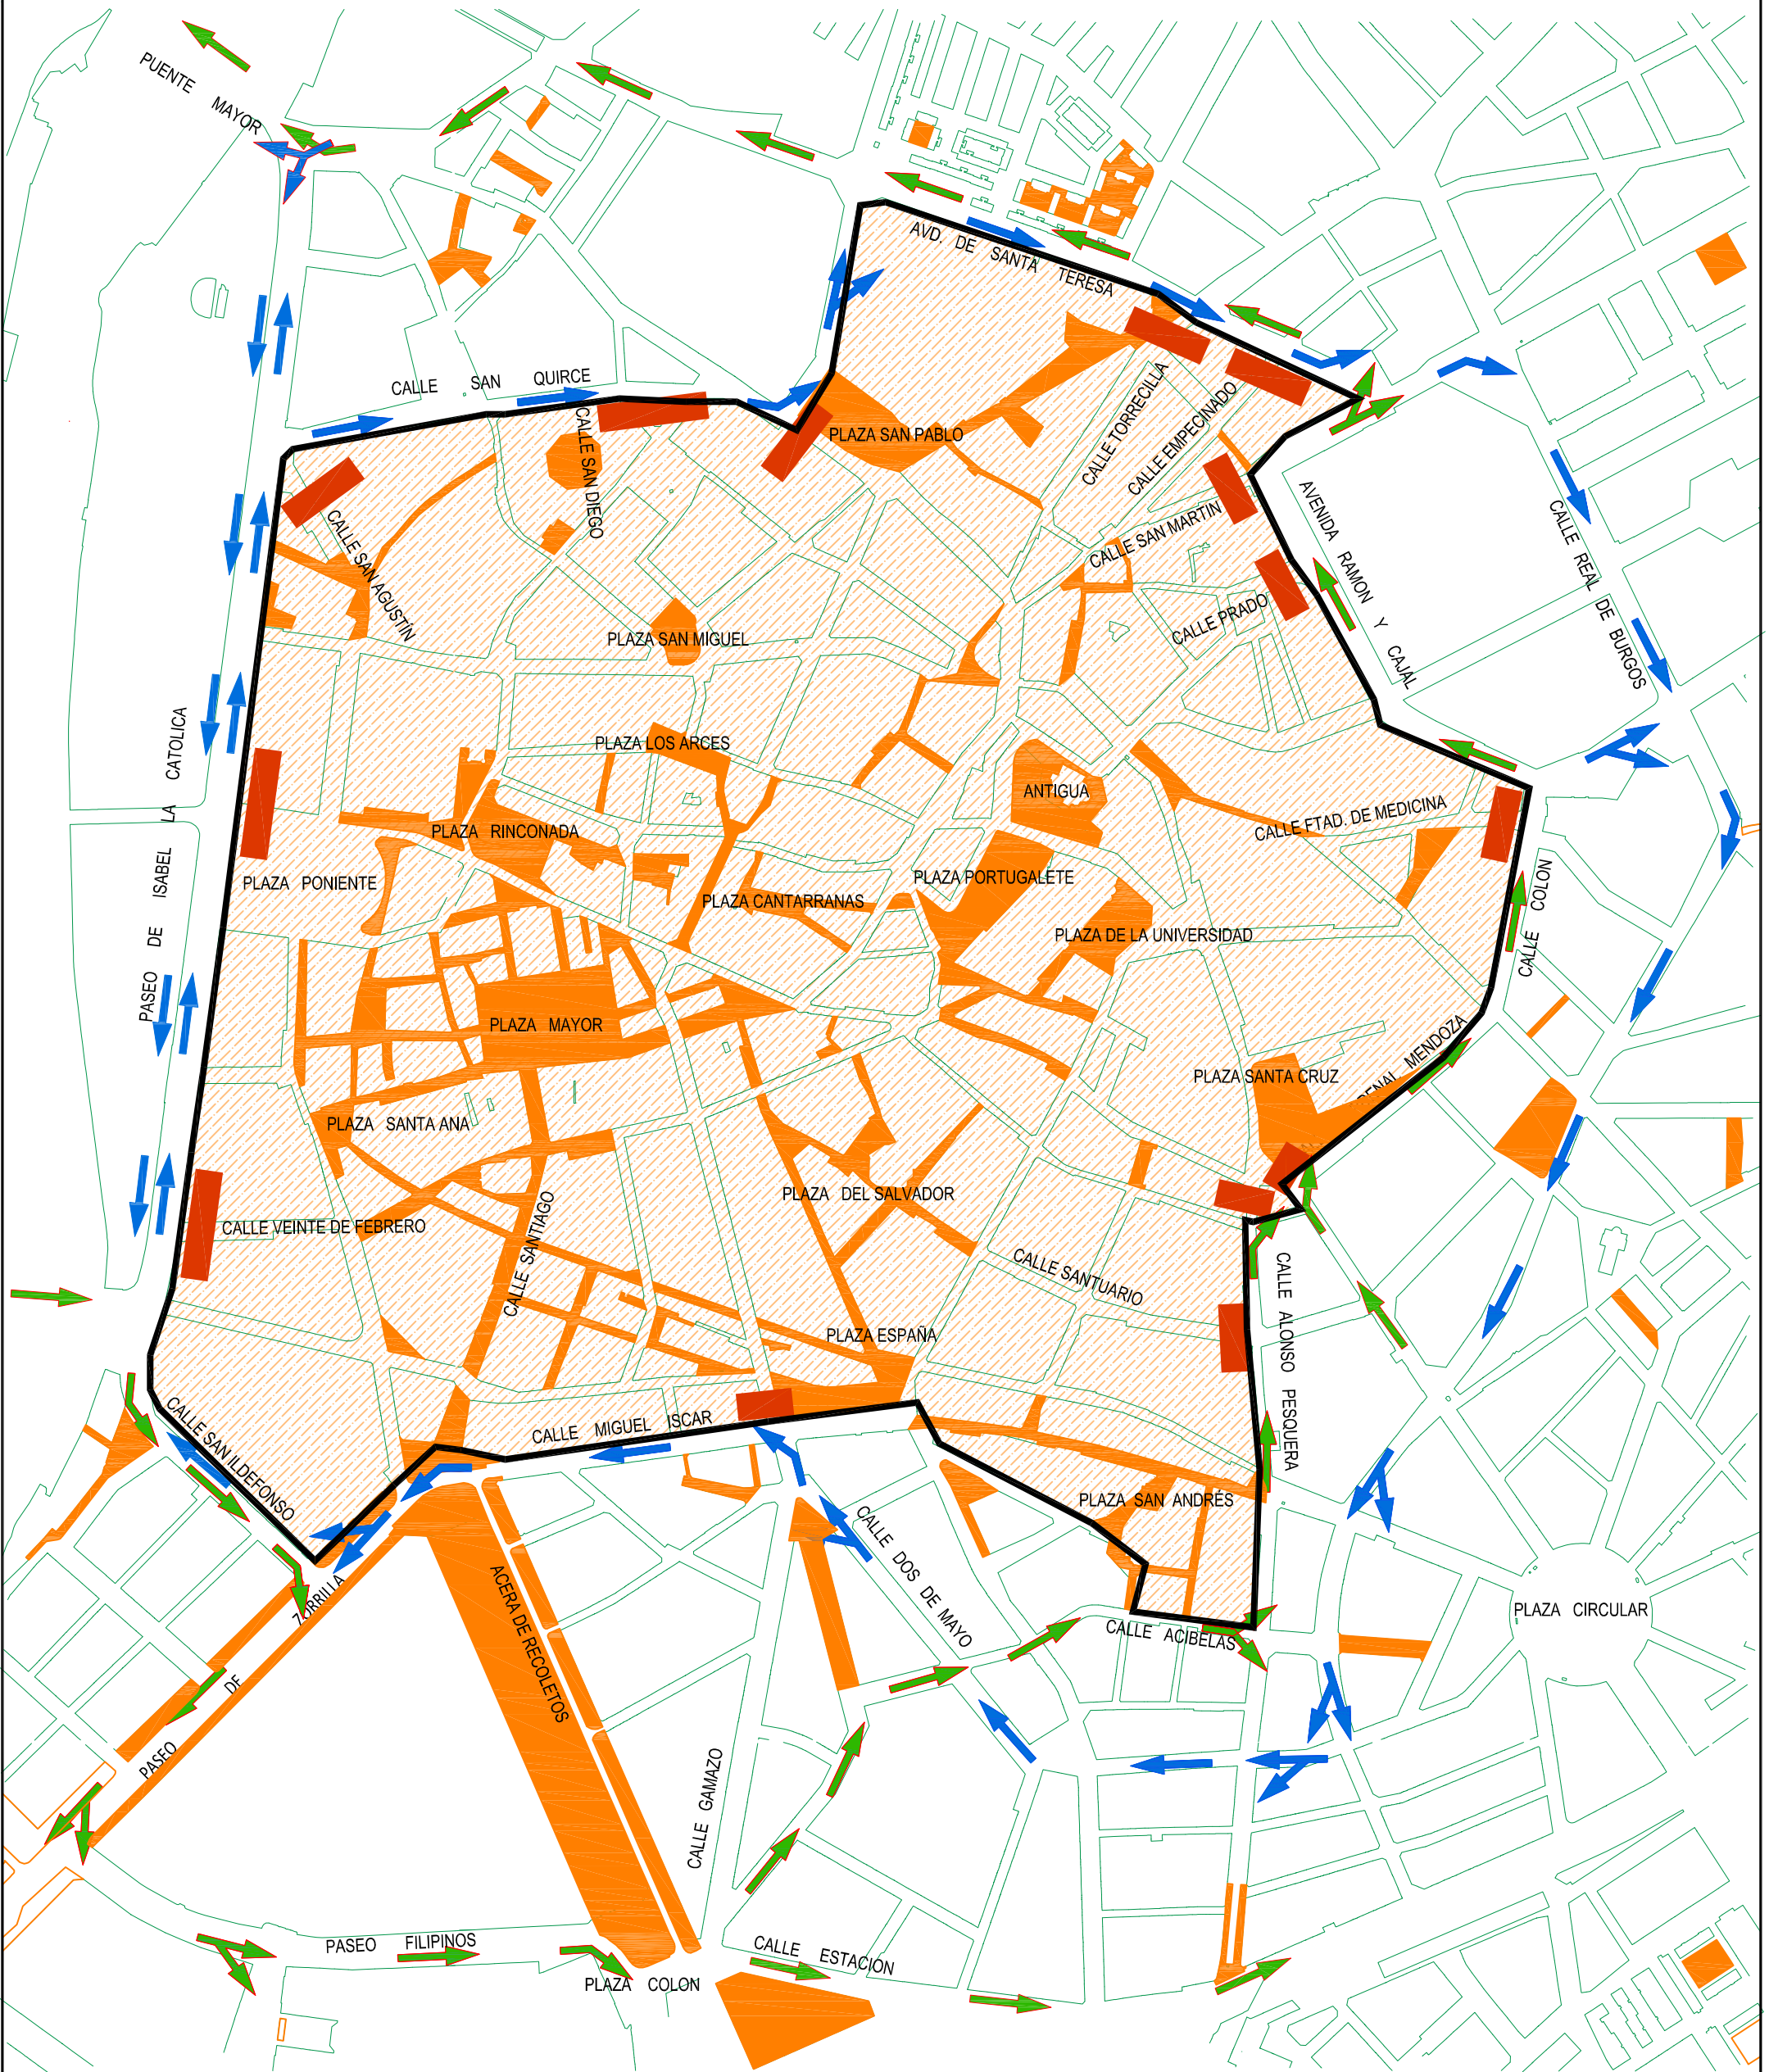 PUENTE MAYOR
AVD. DE SANTA TERESA
CALLE SAN QUIRCE
CALLE SAN DIEGO
PLAZA SAN PABLO
CALLE TORRECILLA
CALLE EMPECINADO
CALLE SAN MARTIN
AVENIDA RAMON Y CAJAL
CALLE REAL DE BURGOS
CALLE SAN AGUSTÍN
PLAZA SAN MIGUEL
CALLE PRADO
PASEO DE ISABEL LA CATOLICA
PLAZA LOS ARCES
ANTIGUA
PLAZA RINCONADA
CALLE FTAD. DE MEDICINA
PLAZA PONIENTE
PLAZA PORTUGALETE
PLAZA CANTARRANAS
CALLE COLON
PLAZA DE LA UNIVERSIDAD
PLAZA MAYOR
MENDOZA
PLAZA SANTA CRUZ
PLAZA SANTA ANA
PLAZA DEL SALVADOR
CALLE VEINTE DE FEBRERO
CALLE SANTIAGO
CALLE SANTUARIO
CALLE ALONSO PESQUERA
PLAZA ESPAÑA
CALLE SAN ILDEFONSO
CALLE MIGUEL ISCAR
PLAZA SAN ANDRÉS
CALLE DOS DE MAYO
ACERA DE RECOLETOS
PASEO DE ZORRILLA
PLAZA CIRCULAR
CALLE ACIBELAS
CALLE GAMAZO
PASEO FILIPINOS
CALLE ESTACION
PLAZA COLON